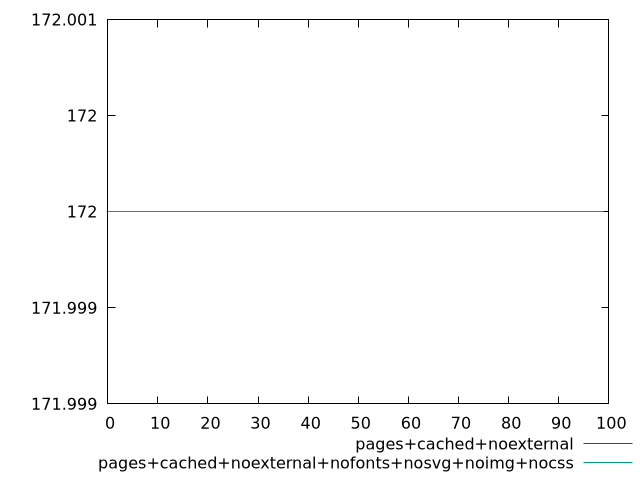 172.001
172
172
171.999
171.999
0 10 20 30 40 50 60 70 80 90 100
pages+cached+noexternal
pages+cached+noexternal+nofonts+nosvg+noimg+nocss